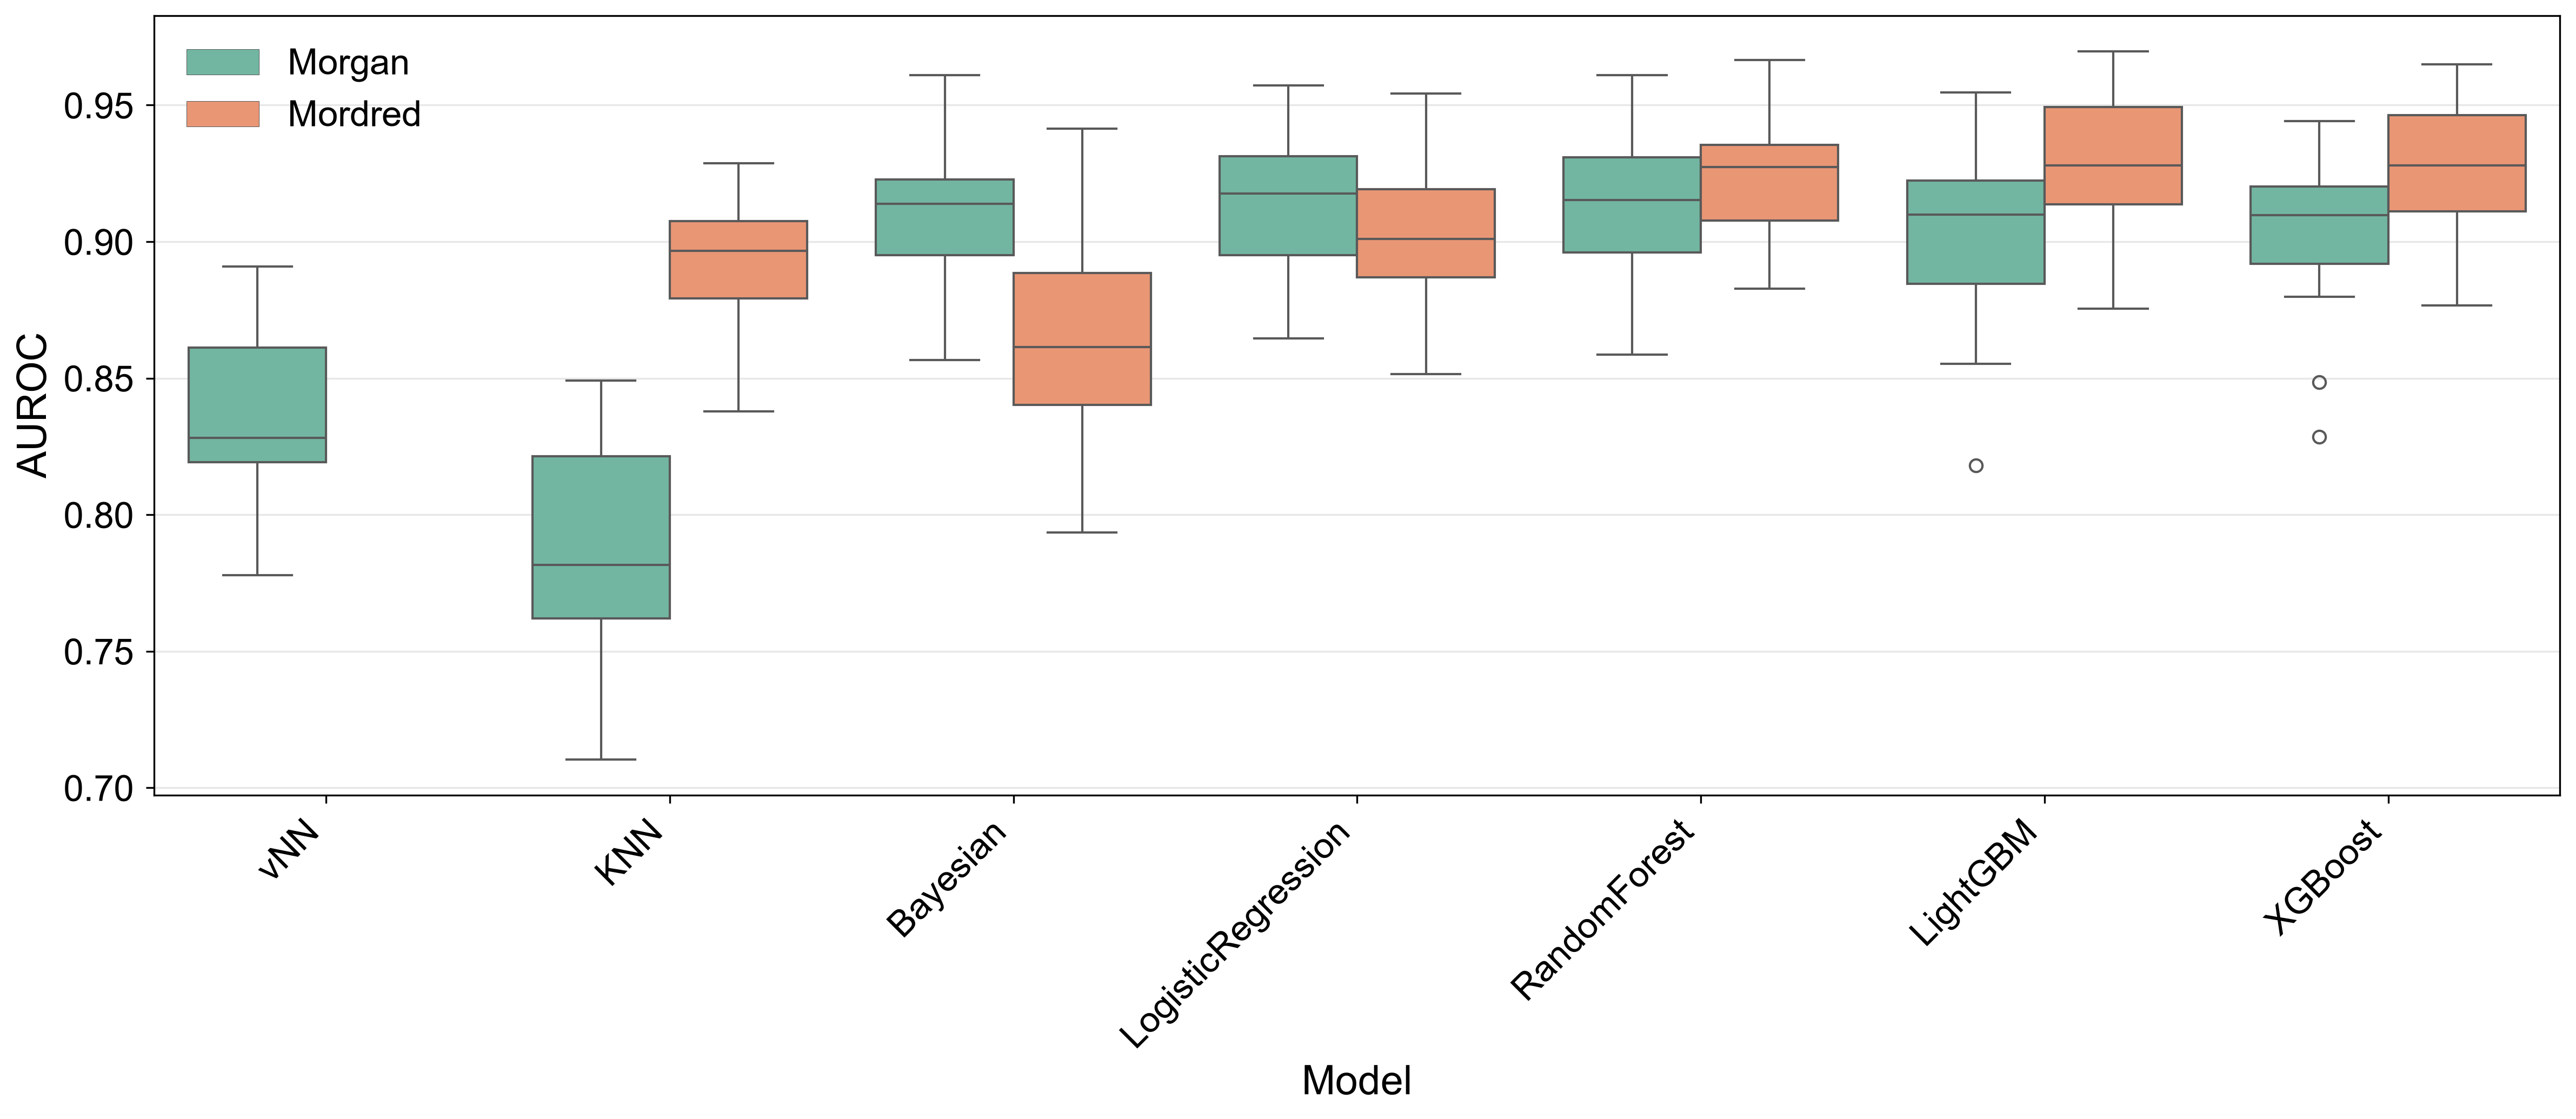 Morgan
Mordred
AUROC
0.95
0.90
0.85
0.80
0.75
0.70
vNN
KNN
Bayesian
LogisticRegression
RandomForest
LightGBM
XGBoost
Model